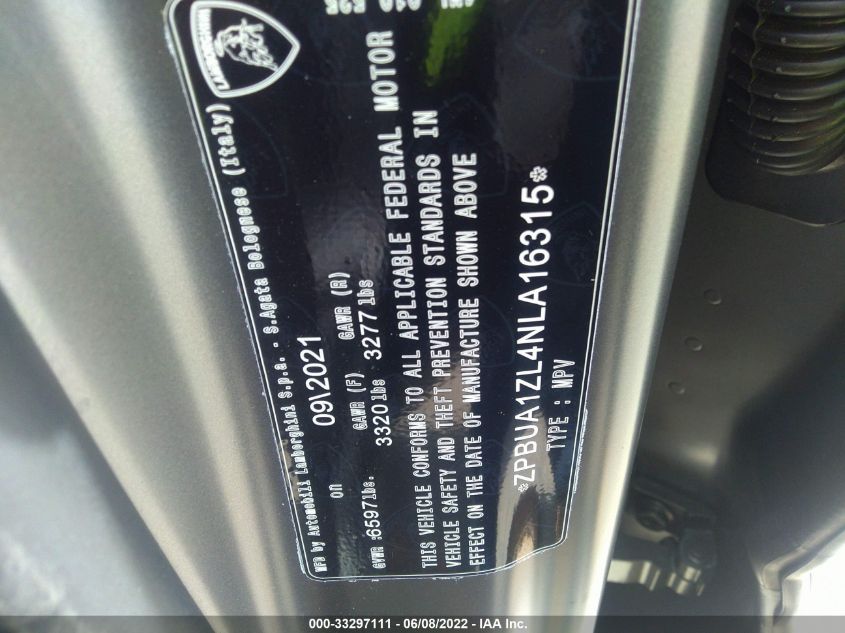 LAMBORGHINI
MFD by Automobili Lamborghini S.p.a. - S.Agata Bolognese (Italy)
on 09\2021
GVWR :6597lbs. GAWR (F) 3320lbs GAWR (R) 3277lbs
THIS VEHICLE CONFORMS TO ALL APPLICABLE FEDERAL MOTOR
VEHICLE SAFETY AND THEFT PREVENTION STANDARDS IN
EFFECT ON THE DATE OF MANUFACTURE SHOWN ABOVE
*ZPBUA1ZL4NLA16315*
TYPE : MPV
000-33297111 - 06/08/2022 - IAA Inc.